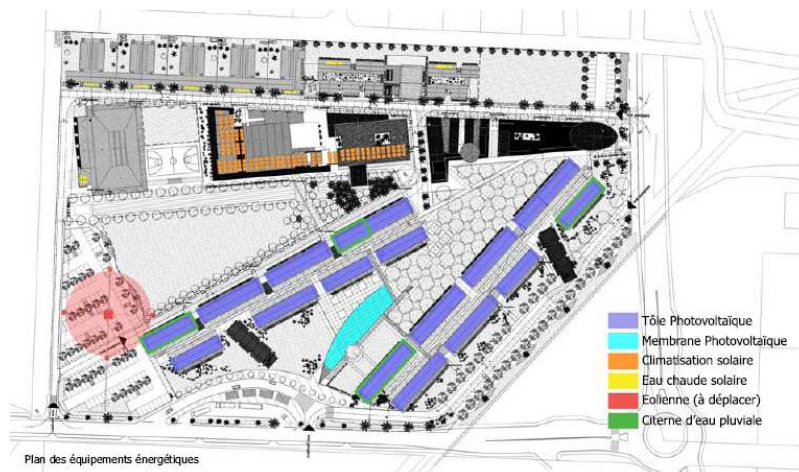 Tôle Photovoltaïque
Membrane Photovoltaïque
Climatisation solaire
Eau chaude solaire
Eolienne (à déplacer)
Citerne d'eau pluviale
Plan des équipements énergétiques